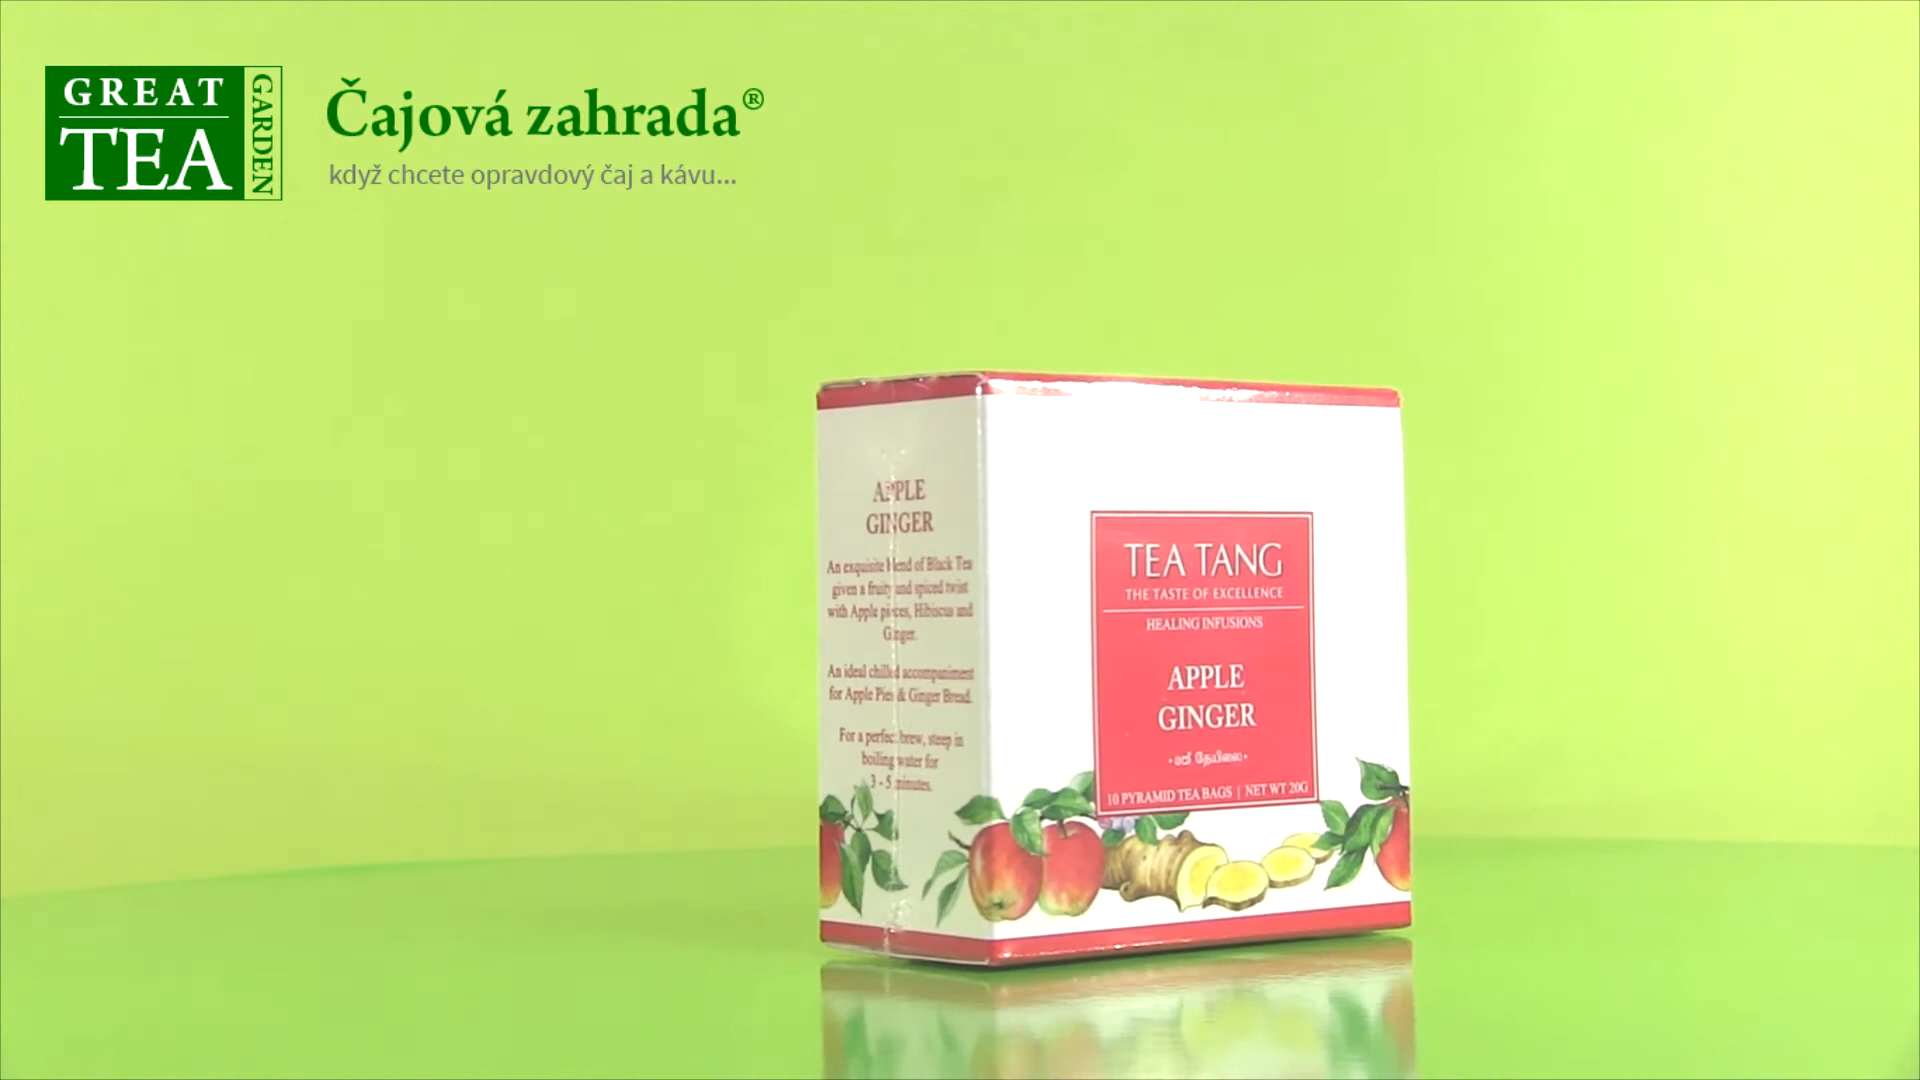 GREAT
TEA
GARDEN
Čajová zahrada®
když chcete opravdový čaj a kávu...
APPLE
GINGER
An exquisite blend of Black Tea
given a fruity and spiced twist
with Apple pieces, Hibiscus and
Ginger.
An ideal chilled accompaniment
for Apple Pies & Ginger Bread.
For a perfect brew, steep in
boiling water for
3 - 5 minutes.
TEA TANG
THE TASTE OF EXCELLENCE
HEALING INFUSIONS
APPLE
GINGER
தேயிலை
10 PYRAMID TEA BAGS | NET WT 20G